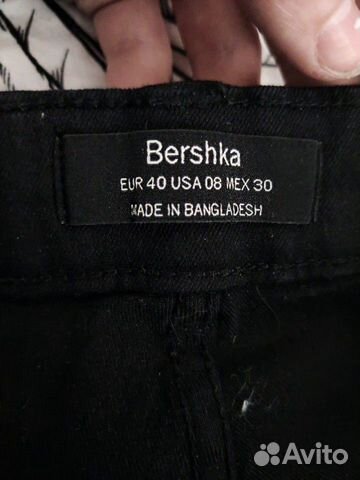 Bershka
EUR 40 USA 08 MEX 30
MADE IN BANGLADESH
Avito